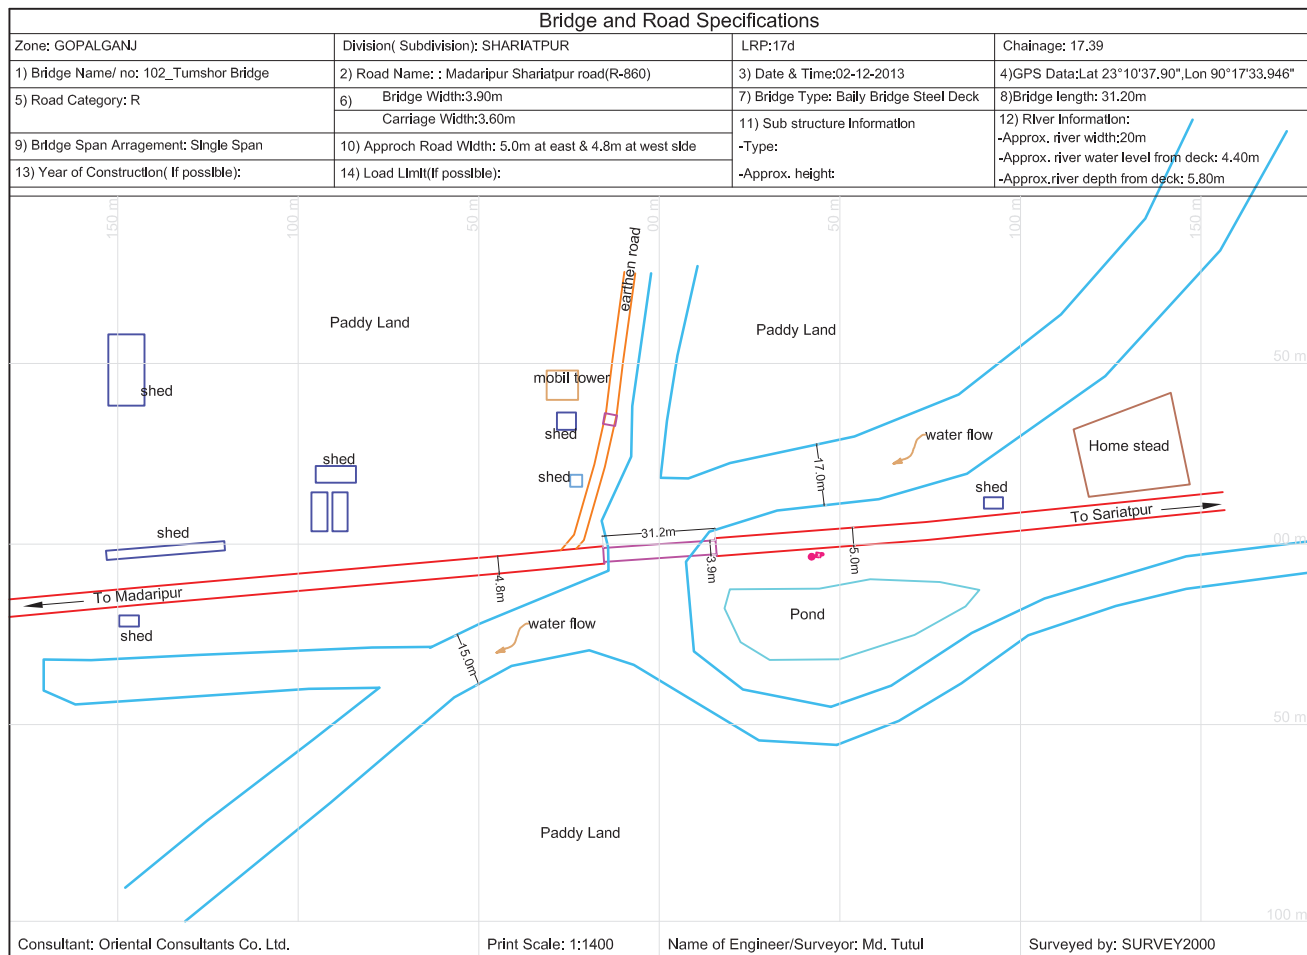 Bridge and Road Specifications
Zone: GOPALGANJ
Division( Subdivision): SHARIATPUR
LRP:17d
Chainage: 17.39
1) Bridge Name/ no: 102_Tumshor Bridge
2) Road Name: : Madaripur Shariatpur road(R-860)
3) Date & Time:02-12-2013
4)GPS Data:Lat 23°10'37.90",Lon 90°17'33.946"
5) Road Category: R
6) Bridge Width:3.90m
Carriage Width:3.60m
7) Bridge Type: Baily Bridge Steel Deck
8)Bridge length: 31.20m
9) Bridge Span Arragement: Single Span
10) Approch Road Width: 5.0m at east & 4.8m at west side
11) Sub structure Information
-Type:
-Approx. height:
12) River Information:
-Approx. river width:20m
-Approx. river water level from deck: 4.40m
-Approx.river depth from deck: 5.80m
13) Year of Construction( If possible):
14) Load Limit(If possible):
150 m
100 m
50 m
00 m
50 m
100 m
150 m
earthen road
Paddy Land
Paddy Land
50 m
mobil tower
shed
shed
water flow
Home stead
shed
17.0m
shed
shed
To Sariatpur
shed
31.2m
00 m
3.9m
5.0m
4.8m
To Madaripur
Pond
shed
water flow
15.0m
50 m
Paddy Land
100 m
Consultant: Oriental Consultants Co. Ltd.
Print Scale: 1:1400
Name of Engineer/Surveyor: Md. Tutul
Surveyed by: SURVEY2000